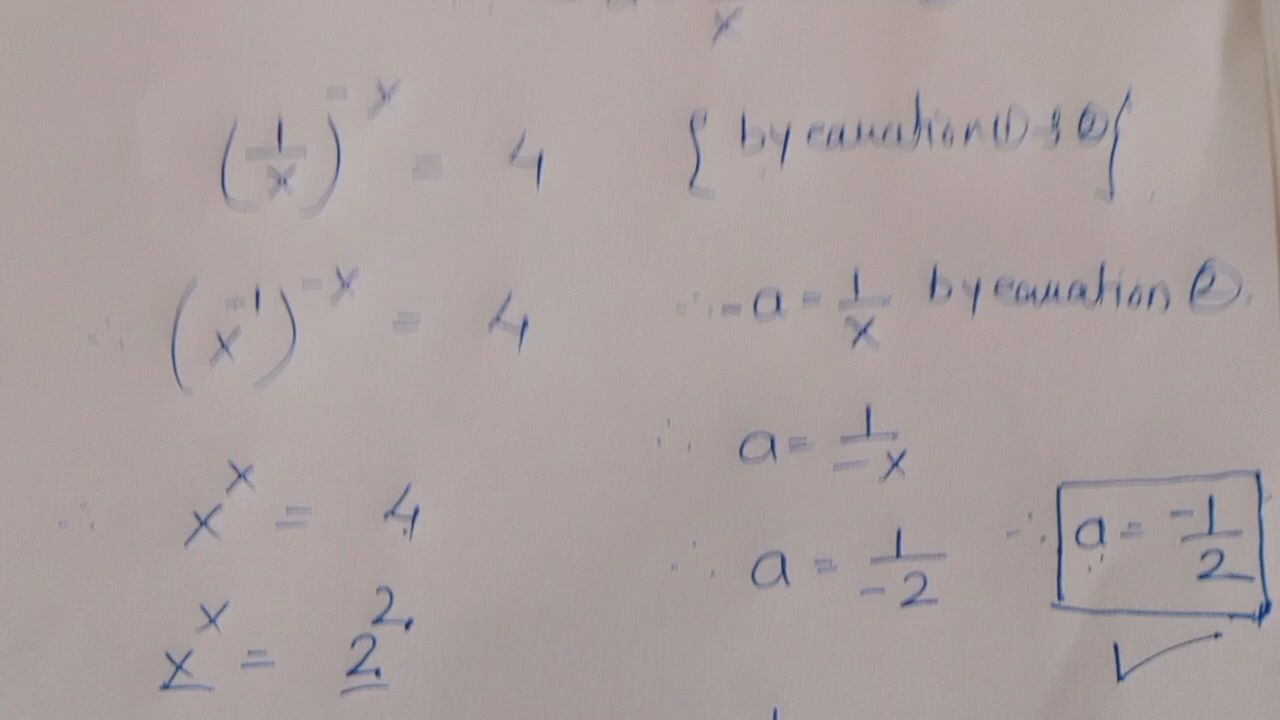 x
(1/x)^-x = 4 { by equation ① & ② }
∴ (x^-1)^-x = 4 ∴ -a = 1/x by equation ②.
∴ x^x = 4 ∴ a = 1/-x
x^x = 2^2 ∴ a = 1/-2 ∴ a = -1/2